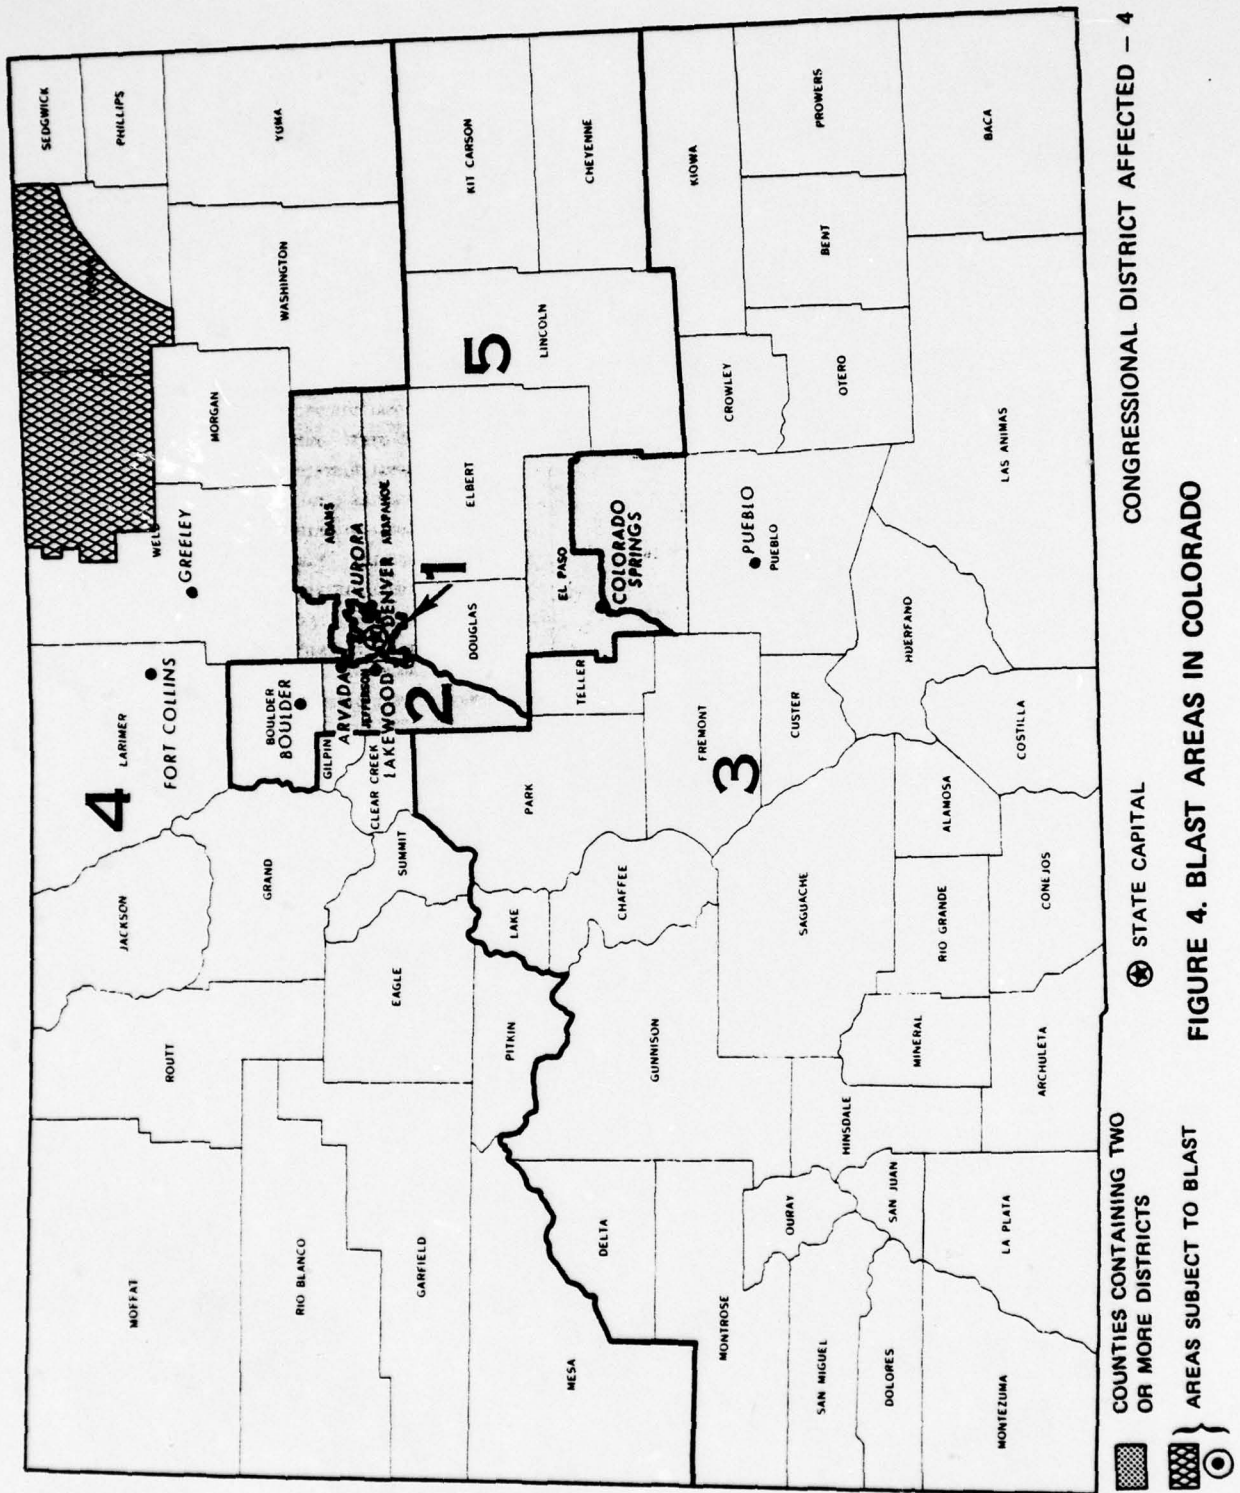 MOFFAT
ROUTT
JACKSON
4
LARIMER
FORT COLLINS
GREELEY
SEDGWICK
PHILLIPS
YUMA
WASHINGTON
MORGAN
RIO BLANCO
GRAND
BOULDER
BOULDER
GILPIN
ARVADA
ADAMS
AURORA
GARFIELD
EAGLE
SUMMIT
CLEAR CREEK
JEFFERSON
LAKEWOOD
DENVER
ARAPAHOE
1
2
5
KIT CARSON
CHEYENNE
LINCOLN
ELBERT
DOUGLAS
MESA
PITKIN
LAKE
PARK
TELLER
EL PASO
COLORADO
SPRINGS
DELTA
GUNNISON
CHAFFEE
FREMONT
3
PUEBLO
PUEBLO
CROWLEY
KIOWA
MONTROSE
OURAY
HINSDALE
SAGUACHE
CUSTER
HUERFANO
OTERO
BENT
PROWERS
SAN MIGUEL
DOLORES
SAN JUAN
MINERAL
RIO GRANDE
ALAMOSA
COSTILLA
LAS ANIMAS
BACA
MONTEZUMA
LA PLATA
ARCHULETA
CONEJOS
COUNTIES CONTAINING TWO
OR MORE DISTRICTS
STATE CAPITAL
CONGRESSIONAL DISTRICT AFFECTED – 4
AREAS SUBJECT TO BLAST
FIGURE 4. BLAST AREAS IN COLORADO